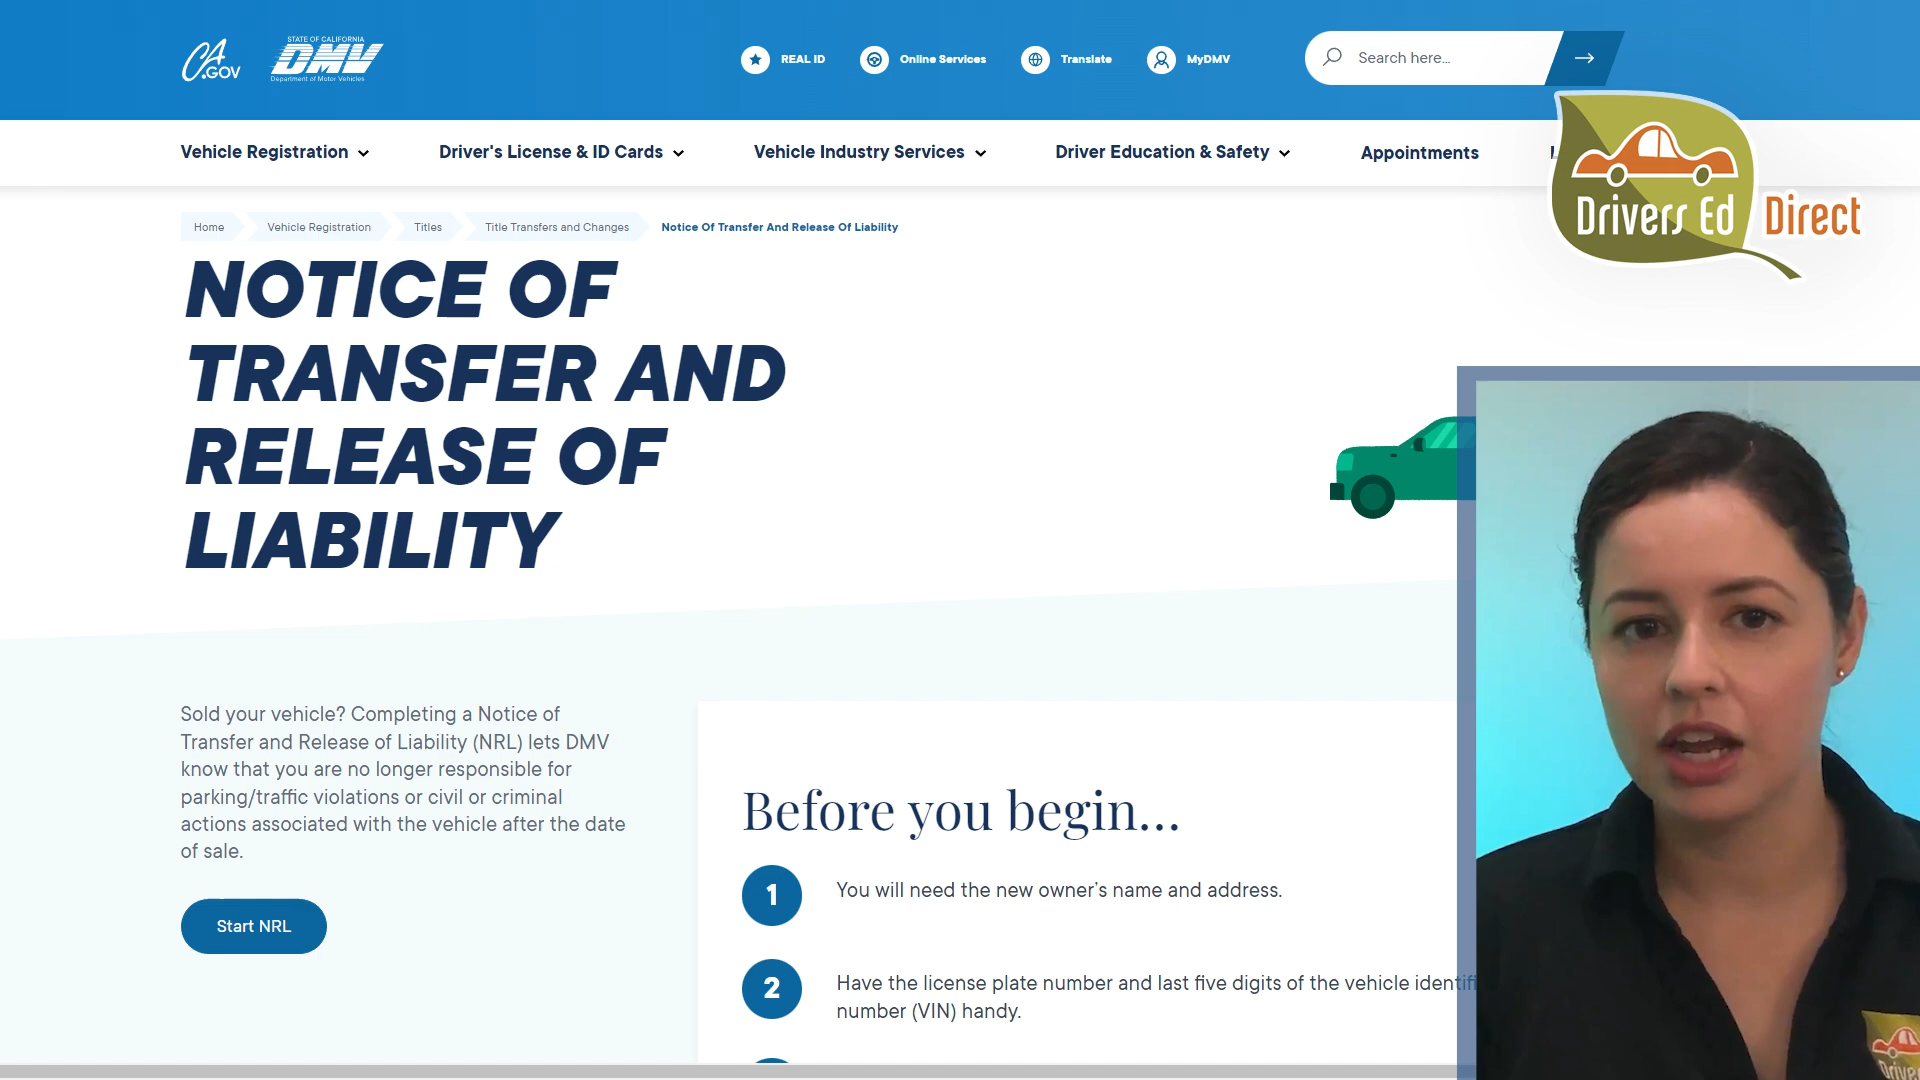 CA
.GOV
STATE OF CALIFORNIA
DMV
Department of Motor Vehicles
REAL ID
Online Services
Translate
MyDMV
Search here...
Vehicle Registration
Driver's License & ID Cards
Vehicle Industry Services
Driver Education & Safety
Appointments
Drivers Ed Direct
Home
Vehicle Registration
Titles
Title Transfers and Changes
Notice Of Transfer And Release Of Liability
NOTICE OF
TRANSFER AND
RELEASE OF
LIABILITY
Sold your vehicle? Completing a Notice of
Transfer and Release of Liability (NRL) lets DMV
know that you are no longer responsible for
parking/traffic violations or civil or criminal
actions associated with the vehicle after the date
of sale.
Start NRL
Before you begin...
1
You will need the new owner's name and address.
2
Have the license plate number and last five digits of the vehicle identifi
number (VIN) handy.